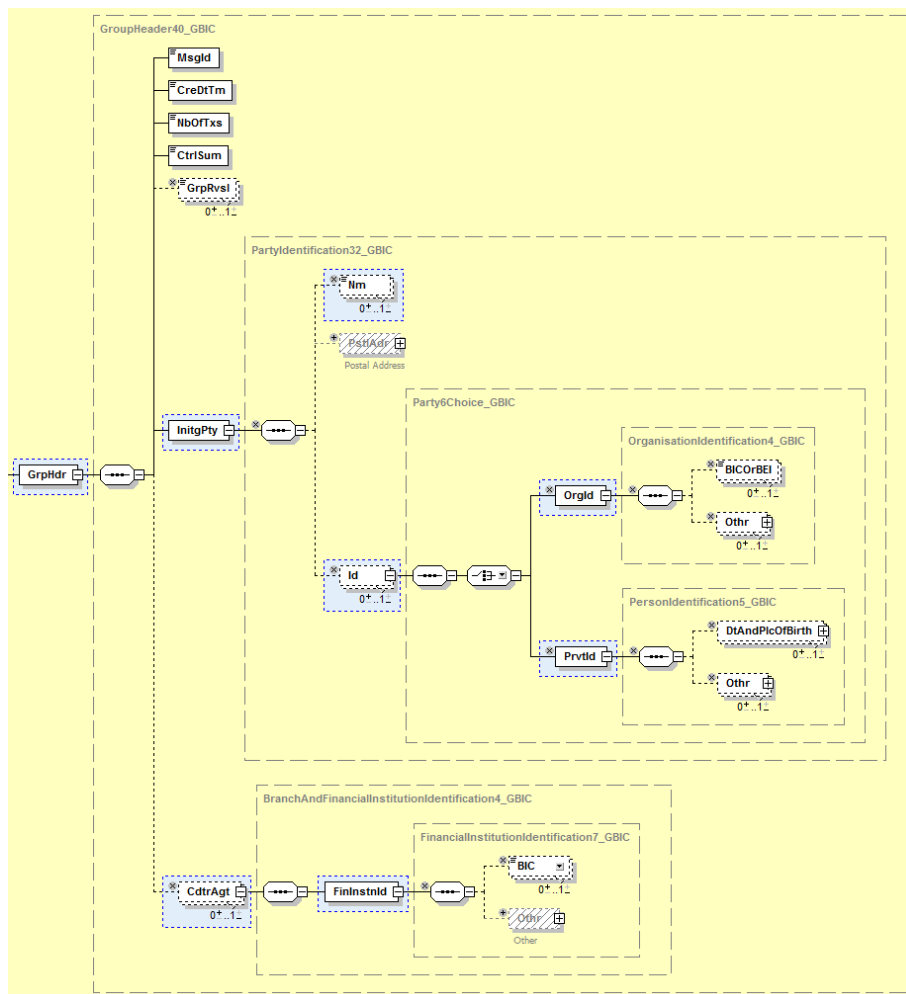 GroupHeader40_GBIC
MsgId
CreDtTm
NbOfTxs
CtrlSum
GrpRvsl
0..1
PartyIdentification32_GBIC
Nm
0..1
PstlAdr
Postal Address
Party6Choice_GBIC
OrganisationIdentification4_GBIC
BICOrBEI
0..1
OrgId
Othr
0..1
InitgPty
GrpHdr
Id
0..1
PersonIdentification5_GBIC
DtAndPlcOfBirth
0..1
PrvtId
Othr
0..1
BranchAndFinancialInstitutionIdentification4_GBIC
FinancialInstitutionIdentification7_GBIC
BIC
0..1
CdtrAgt
0..1
FinInstnId
Othr
Other